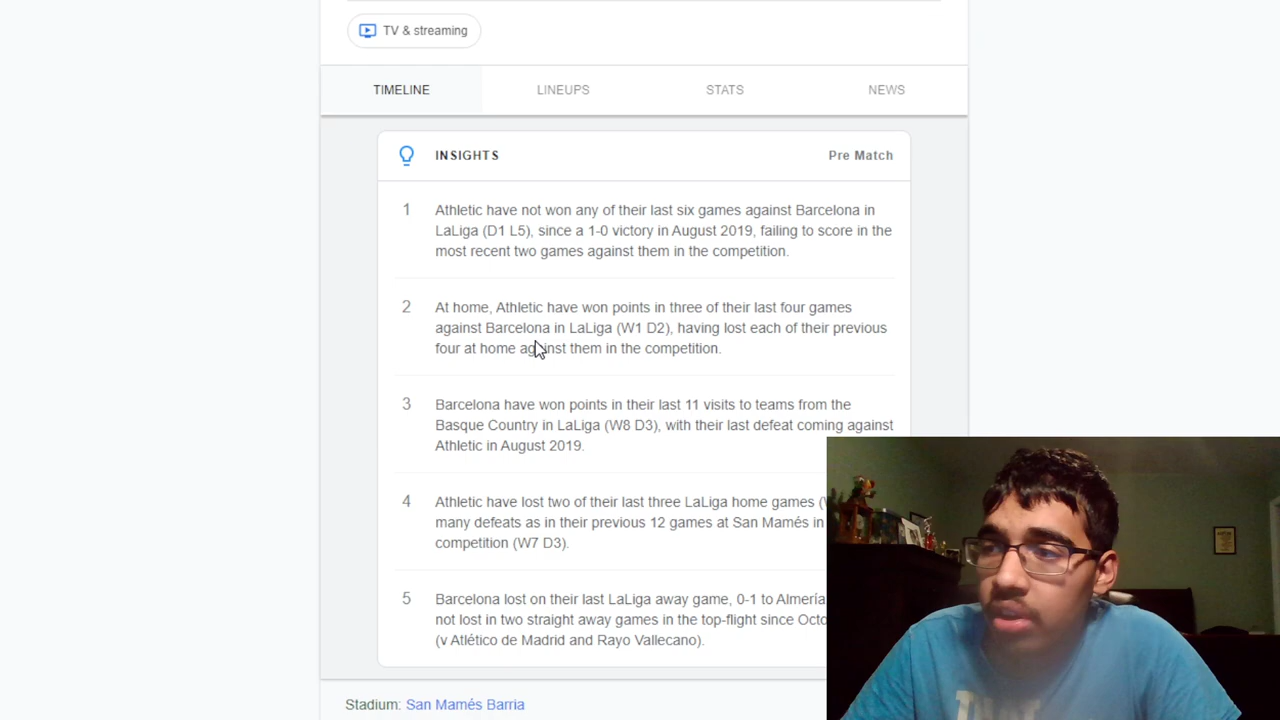 TV & streaming
TIMELINE
LINEUPS
STATS
NEWS
INSIGHTS
Pre Match
1
Athletic have not won any of their last six games against Barcelona in
LaLiga (D1 L5), since a 1-0 victory in August 2019, failing to score in the
most recent two games against them in the competition.
2
At home, Athletic have won points in three of their last four games
against Barcelona in LaLiga (W1 D2), having lost each of their previous
four at home against them in the competition.
3
Barcelona have won points in their last 11 visits to teams from the
Basque Country in LaLiga (W8 D3), with their last defeat coming against
Athletic in August 2019.
4
Athletic have lost two of their last three LaLiga home games
many defeats as in their previous 12 games at San Mamés in
competition (W7 D3).
5
Barcelona lost on their last LaLiga away game, 0-1 to Almería
not lost in two straight away games in the top-flight since
(v Atlético de Madrid and Rayo Vallecano).
Stadium: San Mamés Barria